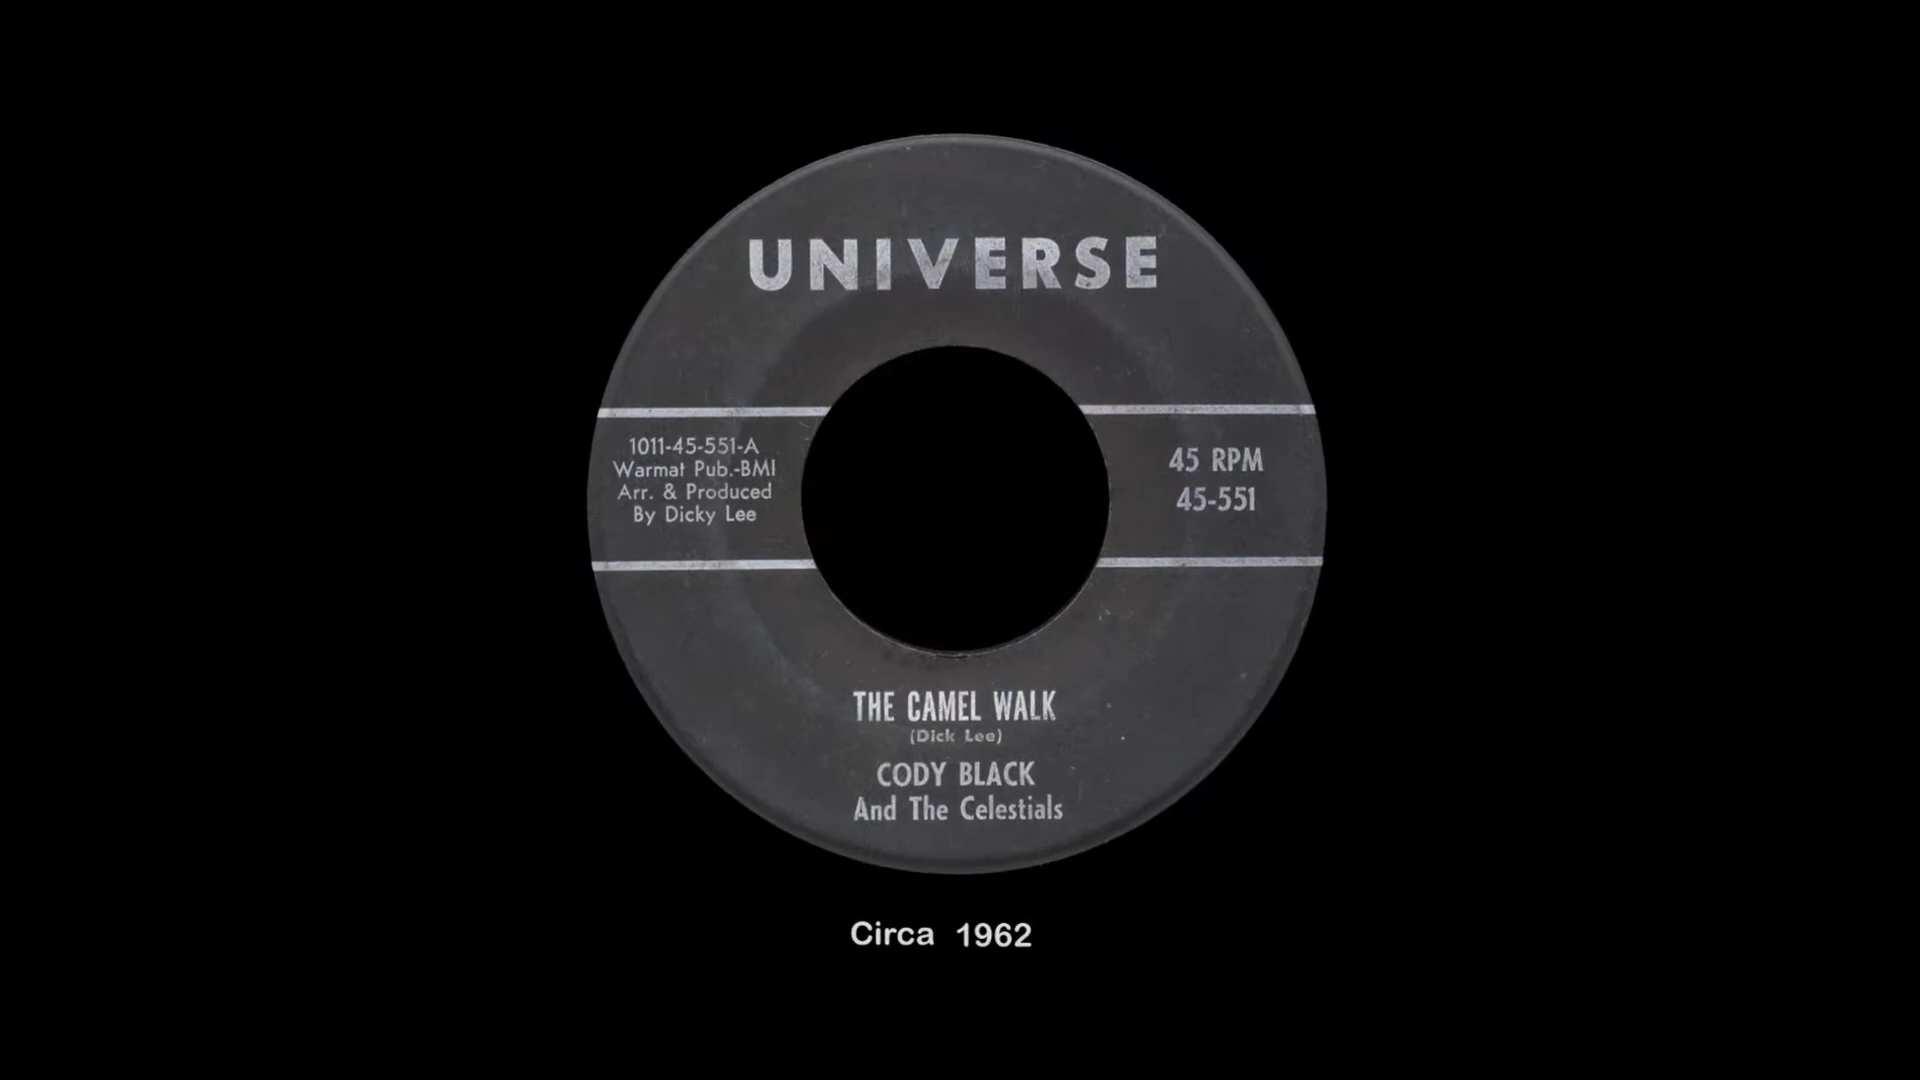 UNIVERSE
1011-45-551-A
Warmat Pub.-BMI
Arr. & Produced
By Dicky Lee
45 RPM
45-551
THE CAMEL WALK
(Dick Lee)
CODY BLACK
And The Celestials
Circa 1962